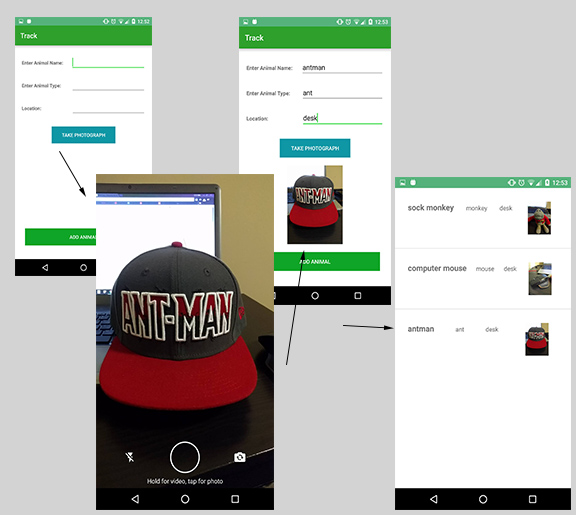 12:52
Track
Enter Animal Name:
Enter Animal Type:
Location:
TAKE PHOTOGRAPH
ADD ANIMAL
ANT-MAN
Hold for video, tap for photo
12:53
Track
Enter Animal Name: antman
Enter Animal Type: ant
Location: desk
TAKE PHOTOGRAPH
ANT-MAN
ADD ANIMAL
12:53
sock monkey monkey desk
computer mouse mouse desk
antman ant desk